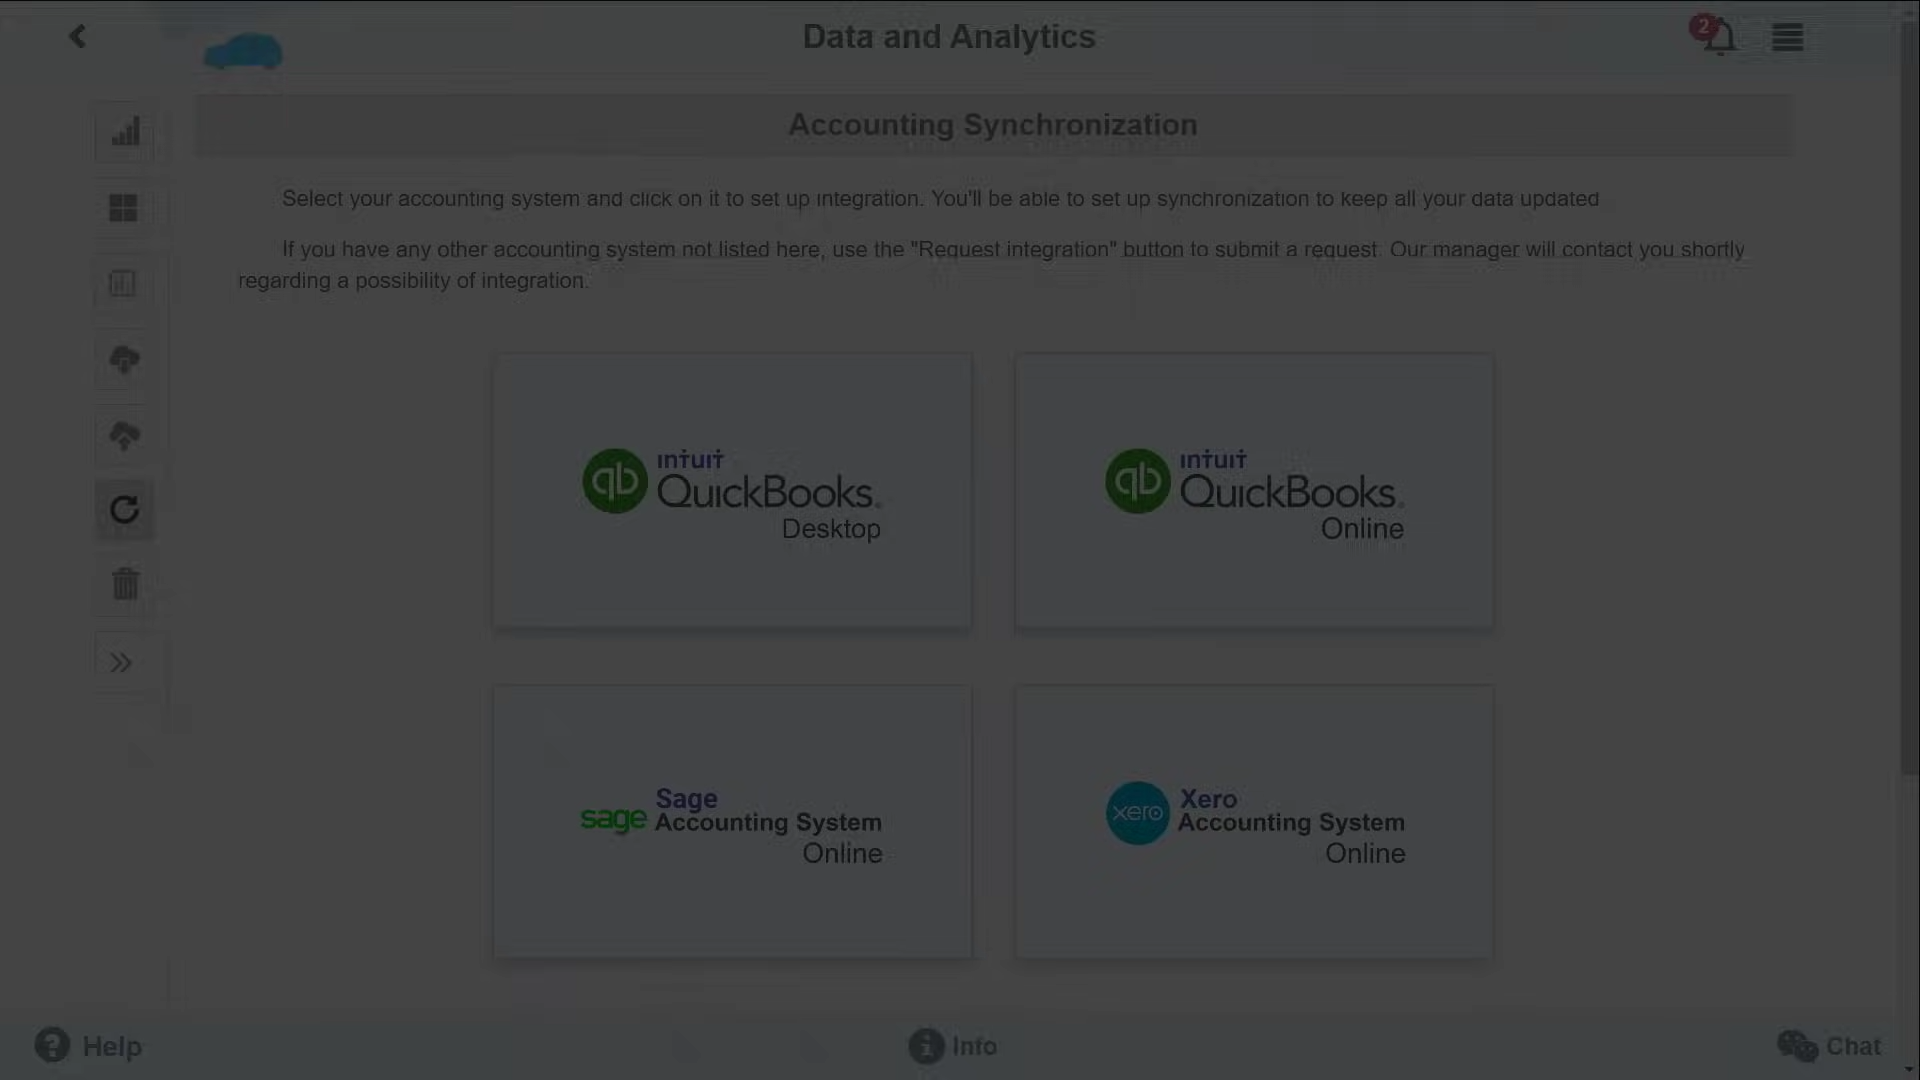 Data and Analytics
2
Accounting Synchronization
Select your accounting system and click on it to set up integration. You'll be able to set up synchronization to keep all your data updated
If you have any other accounting system not listed here, use the "Request integration" button to submit a request. Our manager will contact you shortly
regarding a possibility of integration.
qb
intuit
QuickBooks.
Desktop
qb
intuit
QuickBooks.
Online
sage
Sage
Accounting System
Online
xero
Xero
Accounting System
Online
Help
Info
Chat